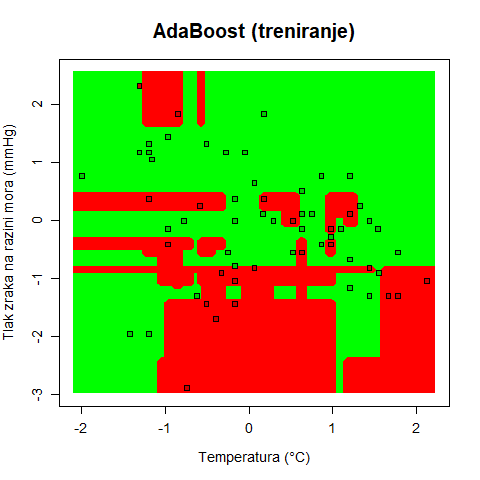 AdaBoost (treniranje)
Tlak zraka na razini mora (mmHg)
2
1
0
-1
-2
-3
-2 -1 0 1 2
Temperatura (°C)